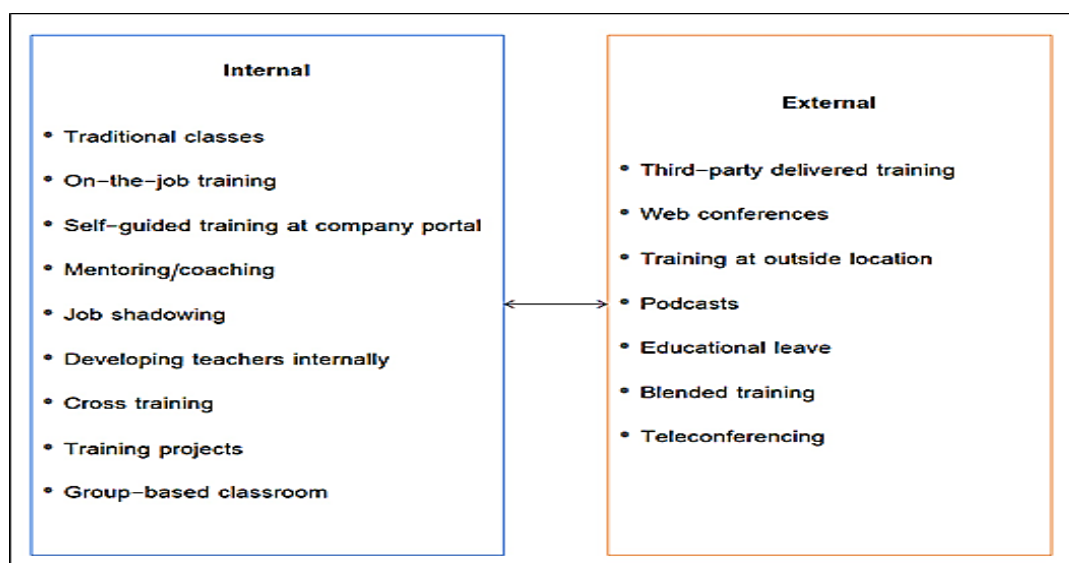 Internal
• Traditional classes
• On-the-job training
• Self-guided training at company portal
• Mentoring/coaching
• Job shadowing
• Developing teachers internally
• Cross training
• Training projects
• Group-based classroom
External
• Third-party delivered training
• Web conferences
• Training at outside location
• Podcasts
• Educational leave
• Blended training
• Teleconferencing